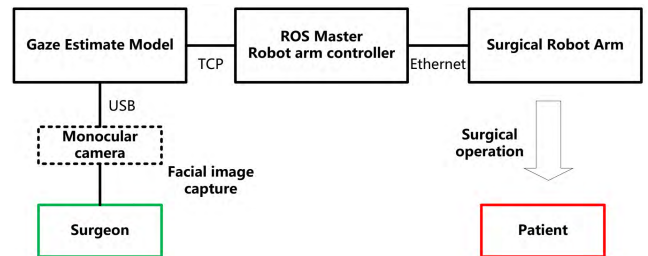 Gaze Estimate Model
TCP
ROS Master
Robot arm controller
Ethernet
Surgical Robot Arm
USB
Monocular
camera
Facial image
capture
Surgical
operation
Surgeon
Patient